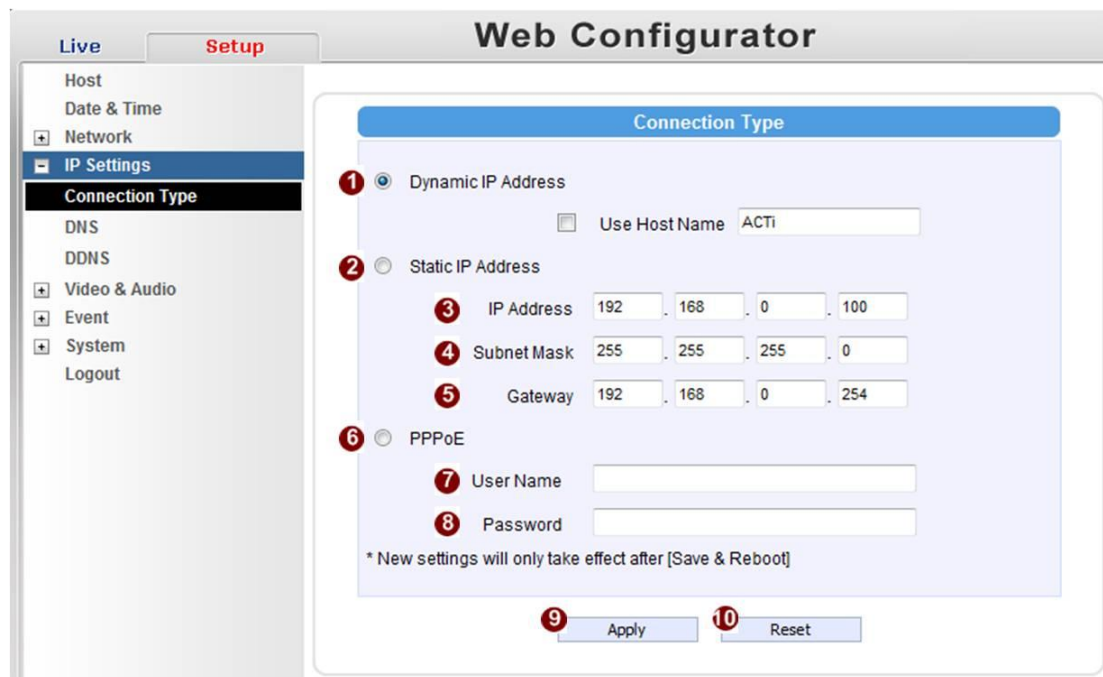 Web Configurator
Live Setup
Host
Date & Time
+ Network
- IP Settings
Connection Type
DNS
DDNS
+ Video & Audio
+ Event
+ System
Logout
Connection Type
1 Dynamic IP Address
Use Host Name ACTi
2 Static IP Address
3 IP Address 192 . 168 . 0 . 100
4 Subnet Mask 255 . 255 . 255 . 0
5 Gateway 192 . 168 . 0 . 254
6 PPPoE
7 User Name
8 Password
* New settings will only take effect after [Save & Reboot]
9 Apply 10 Reset